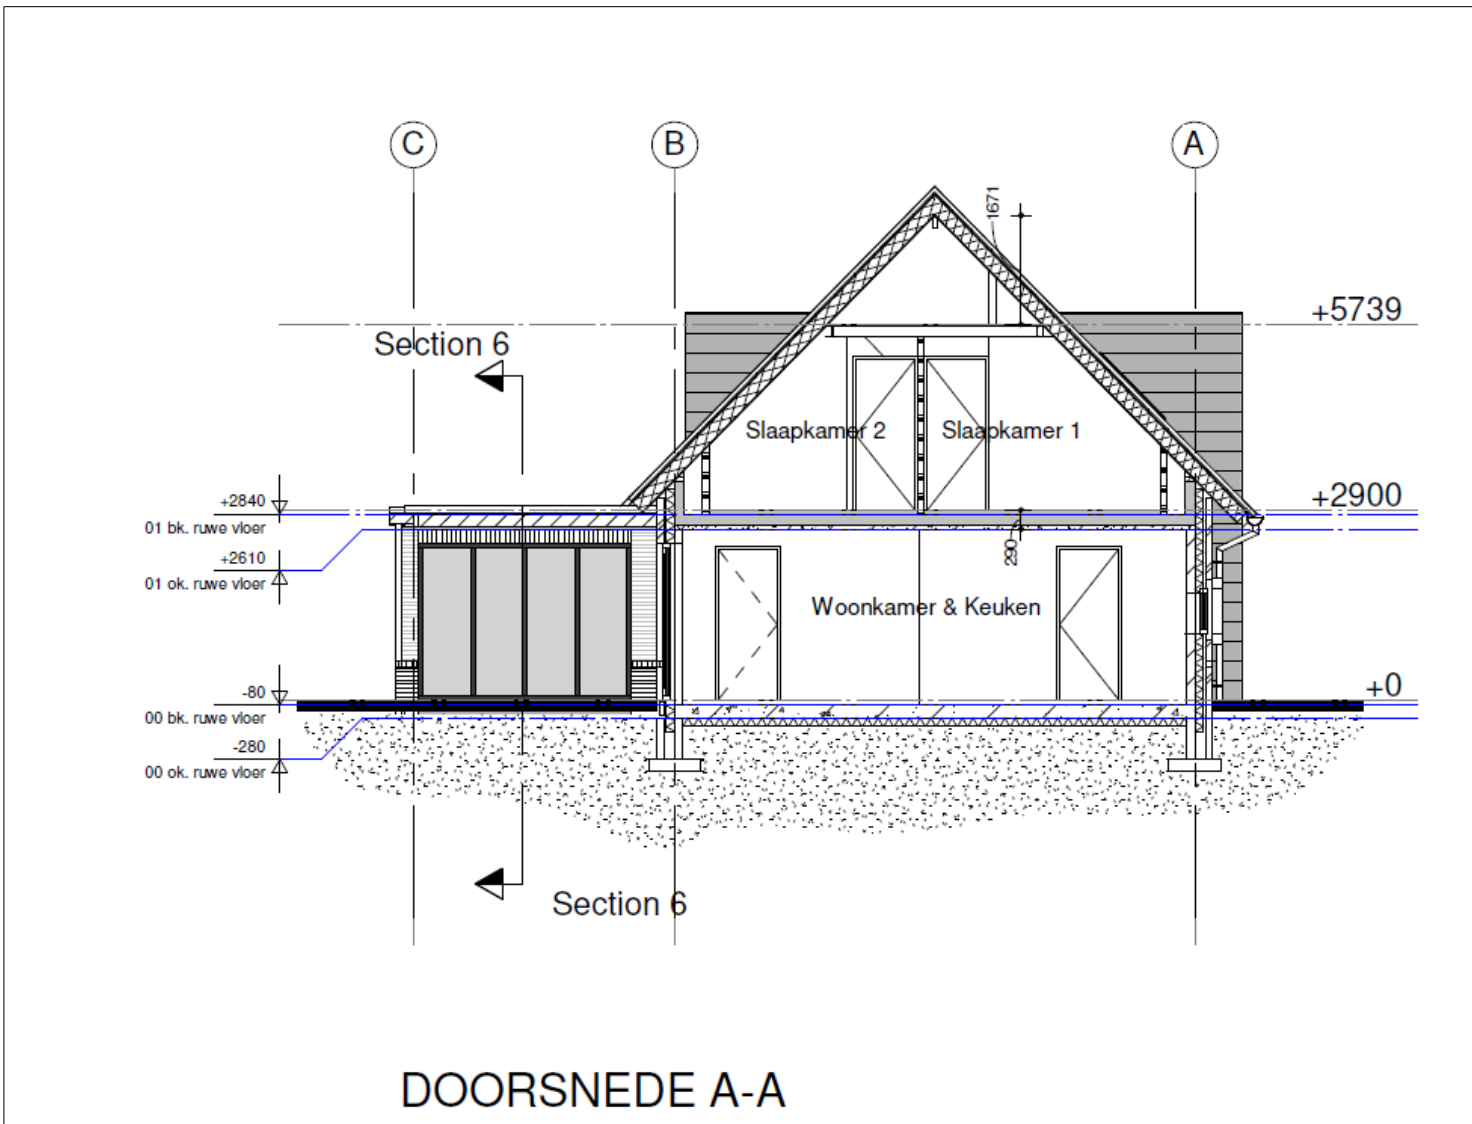 C
B
A
1671
+5739
Section 6
Slaapkamer 2
Slaapkamer 1
+2840
01 bk. ruwe vloer
+2900
+2610
01 ok. ruwe vloer
290
Woonkamer & Keuken
-80
00 bk. ruwe vloer
+0
-280
00 ok. ruwe vloer
Section 6
DOORSNEDE A-A